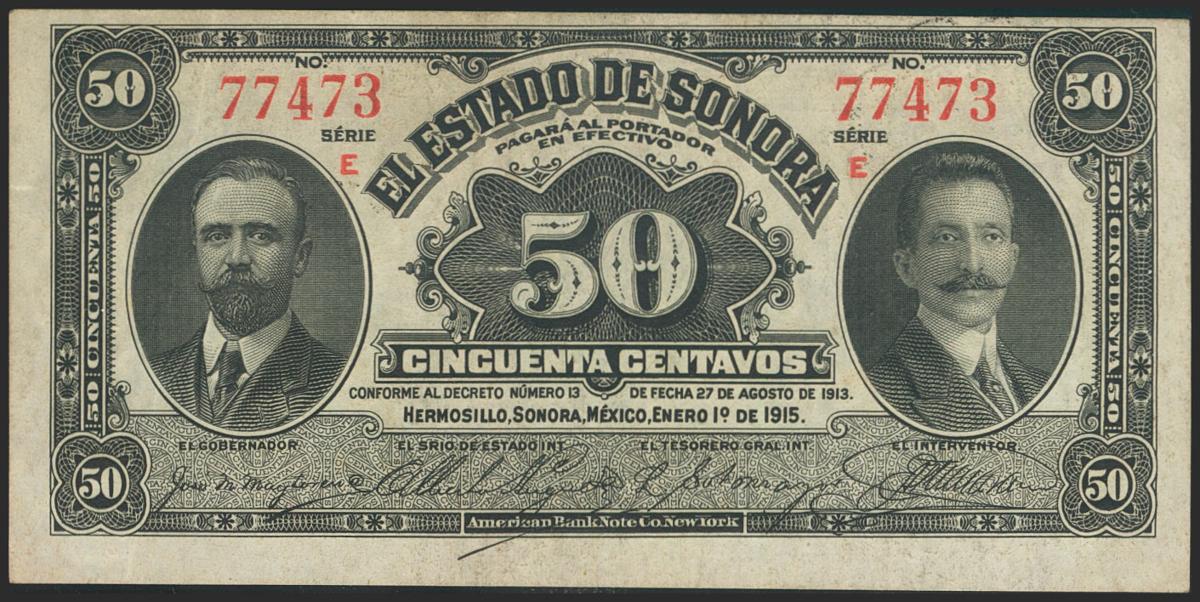 50
50
NO.
77473
SÉRIE
E
NO.
77473
SÉRIE
E
EL ESTADO DE SONORA
PAGARÁ AL PORTADOR
EN EFECTIVO
50
CINCUENTA CENTAVOS
CONFORME AL DECRETO NÚMERO 13 DE FECHA 27 DE AGOSTO DE 1913.
HERMOSILLO, SONORA, MÉXICO, ENERO 1º DE 1915.
50 CINCUENTA 50
50 CINCUENTA 50
EL GOBERNADOR
EL SRIO. DE ESTADO INT.
EL TESORERO GRAL. INT.
EL INTERVENTOR
50
50
American Bank Note Co. New York